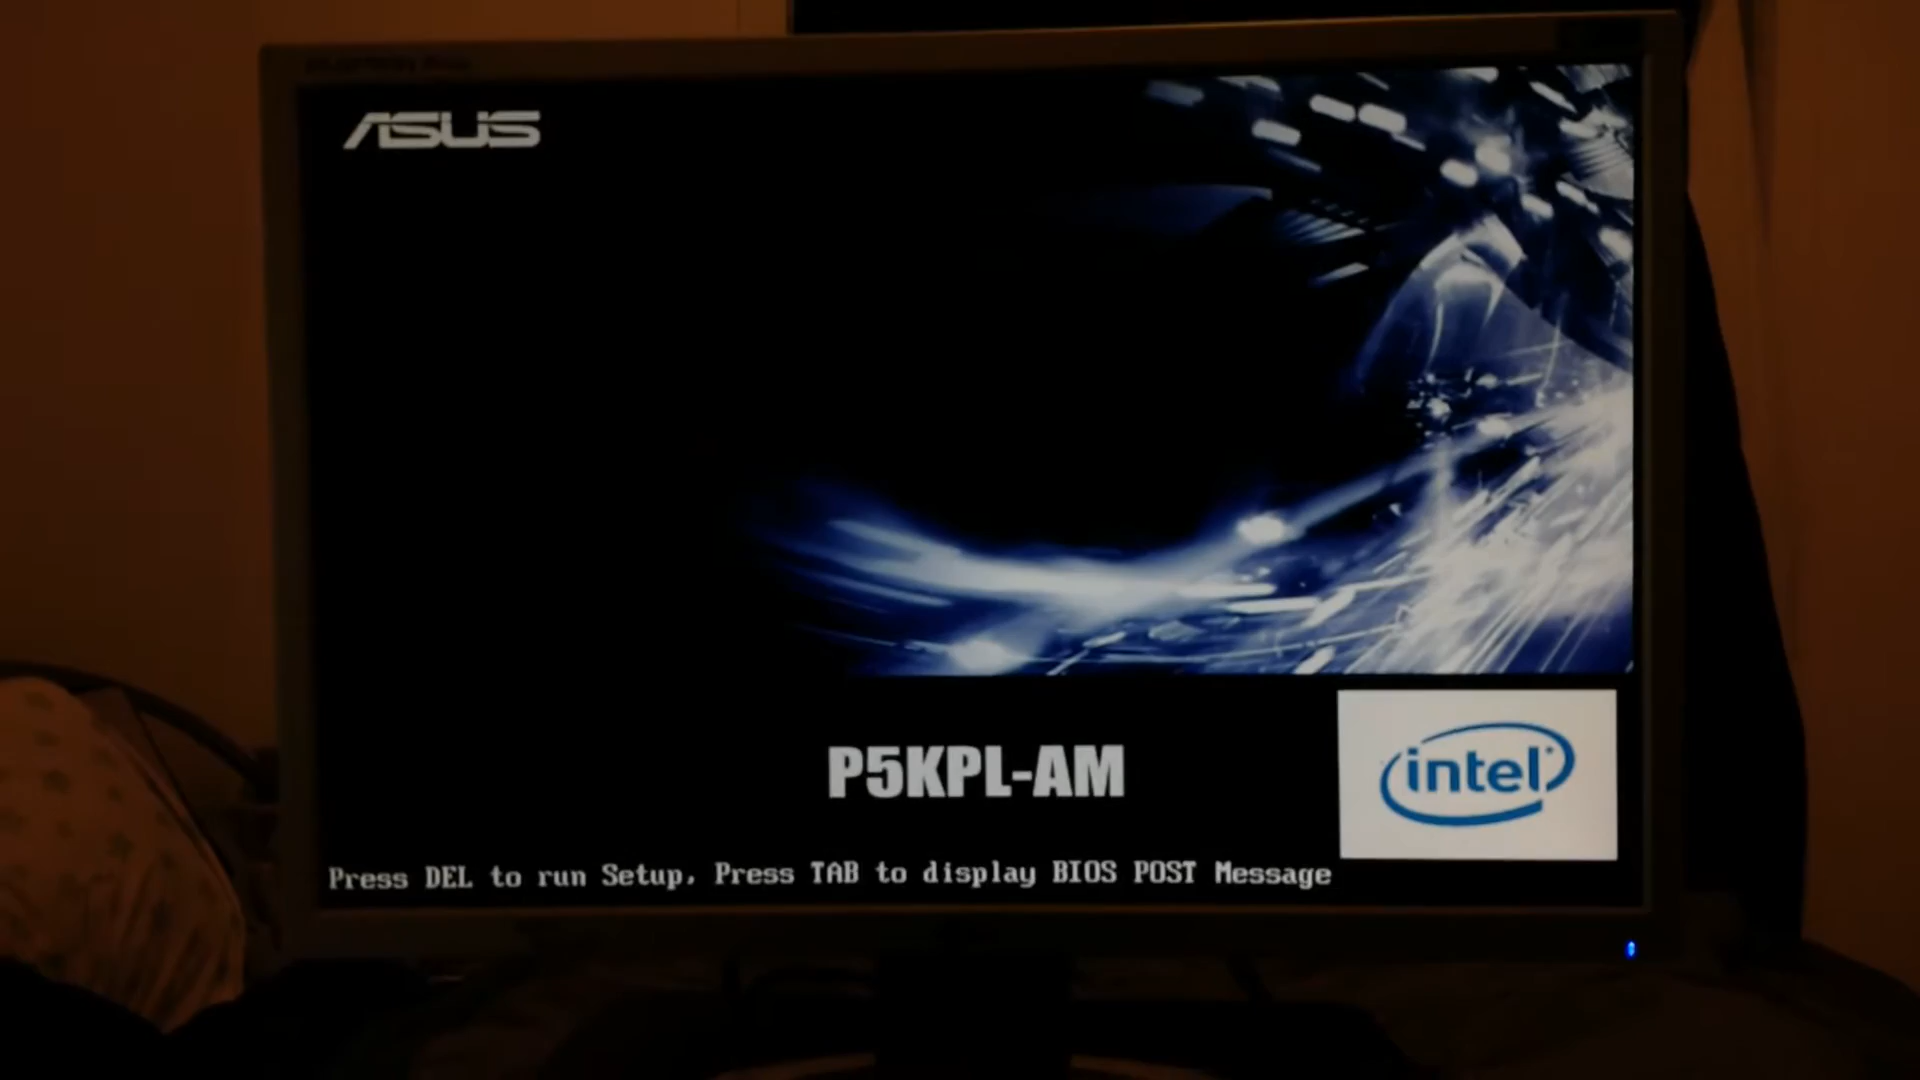 ASUS
P5KPL-AM
intel
Press DEL to run Setup, Press TAB to display BIOS POST Message